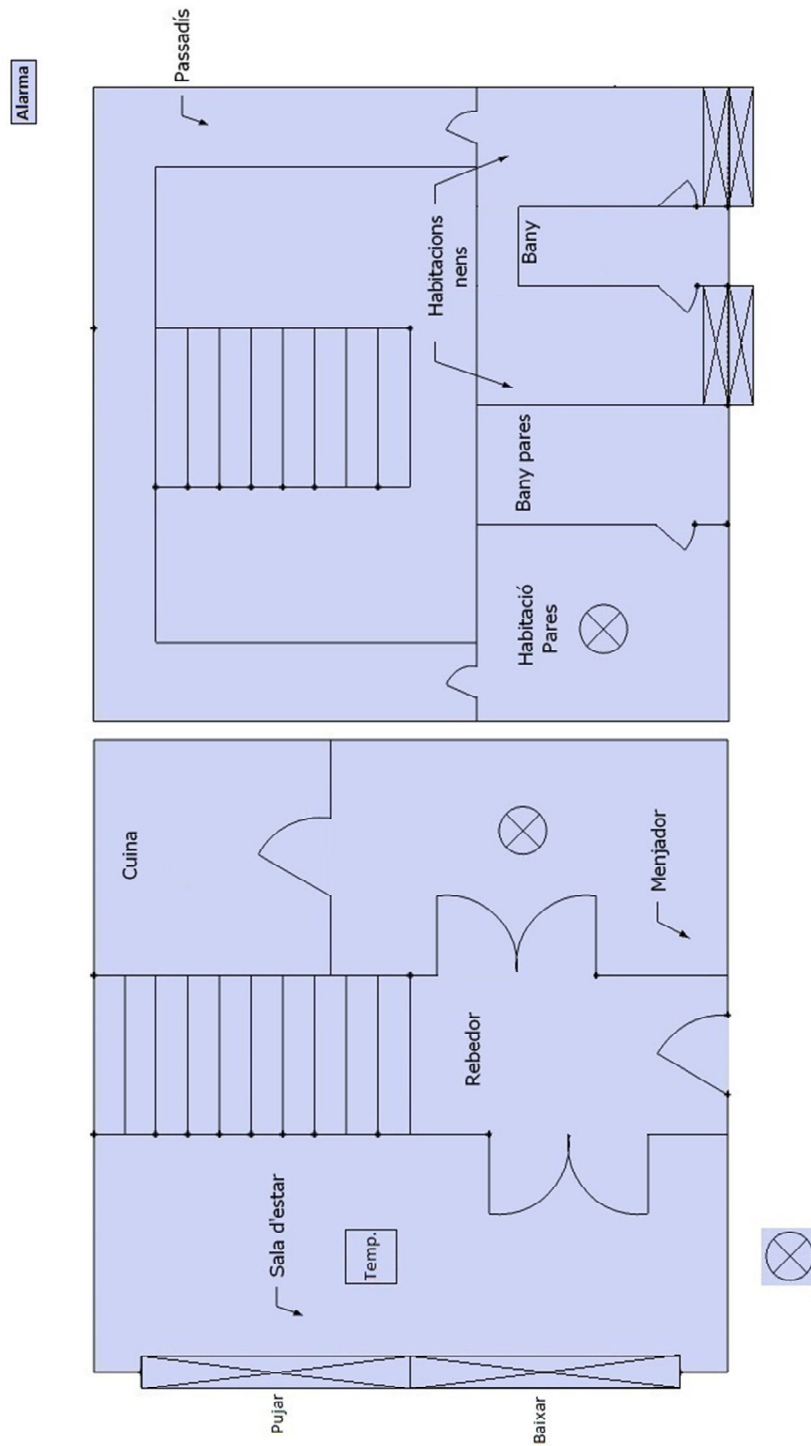 Alarma
Cuina
Passadís
Pujar
Sala d'estar
Temp.
Habitacions
nens
Rebedor
Baixar
Habitació
Pares
Bany pares
Bany
Menjador